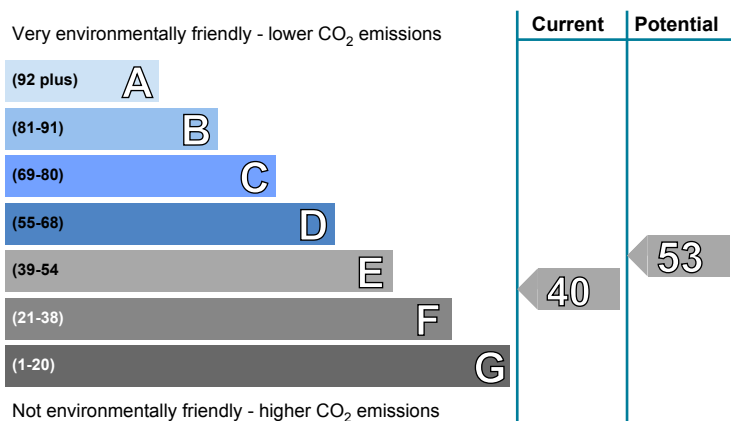 Very environmentally friendly - lower CO2 emissions
Current Potential
(92 plus) A
(81-91) B
(69-80) C
(55-68) D
(39-54 E
(21-38) F
(1-20) G
40
53
Not environmentally friendly - higher CO2 emissions